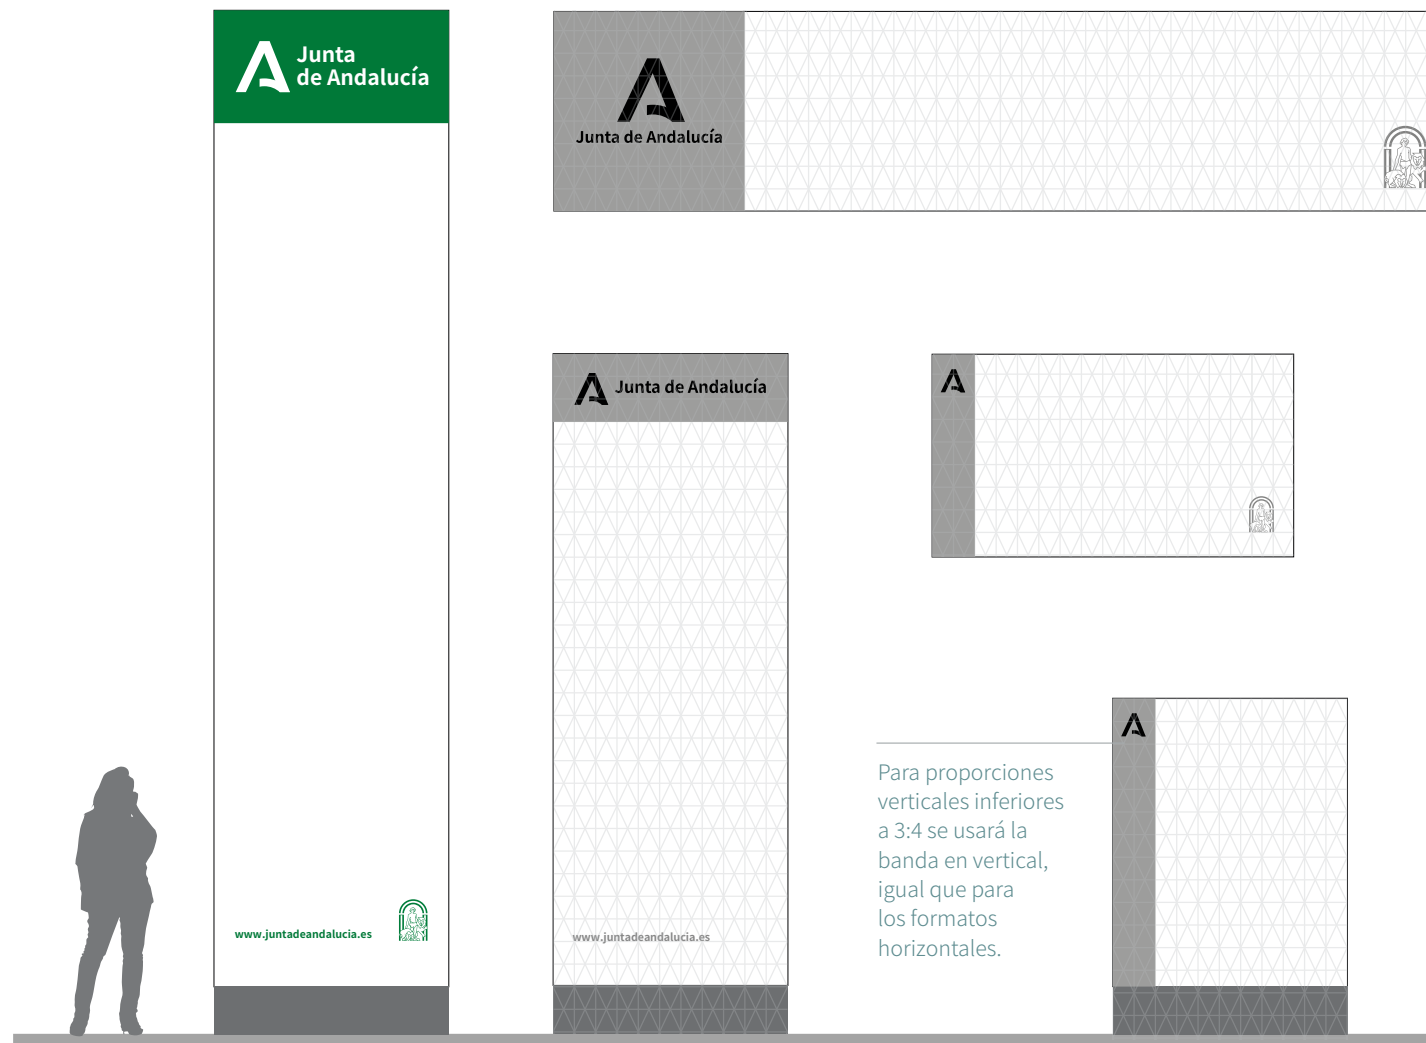 Junta
de Andalucía
Junta de Andalucía
Junta de Andalucía
Para proporciones
verticales inferiores
a 3:4 se usará la
banda en vertical,
igual que para
los formatos
horizontales.
www.juntadeandalucia.es
www.juntadeandalucia.es